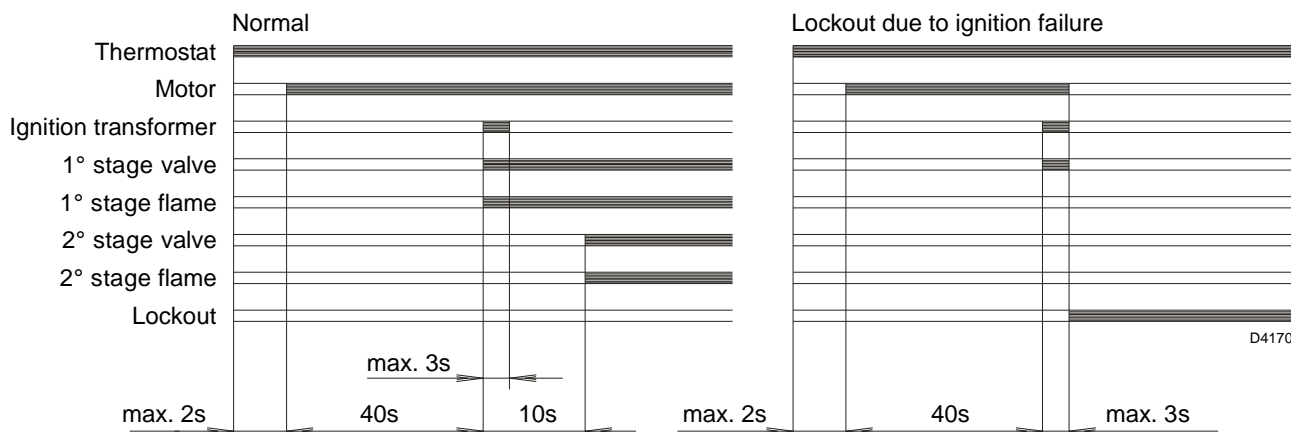 Normal
Lockout due to ignition failure
Thermostat
Motor
Ignition transformer
1° stage valve
1° stage flame
2° stage valve
2° stage flame
Lockout
D4170
max. 3s
max. 2s
40s
10s
max. 2s
40s
max. 3s